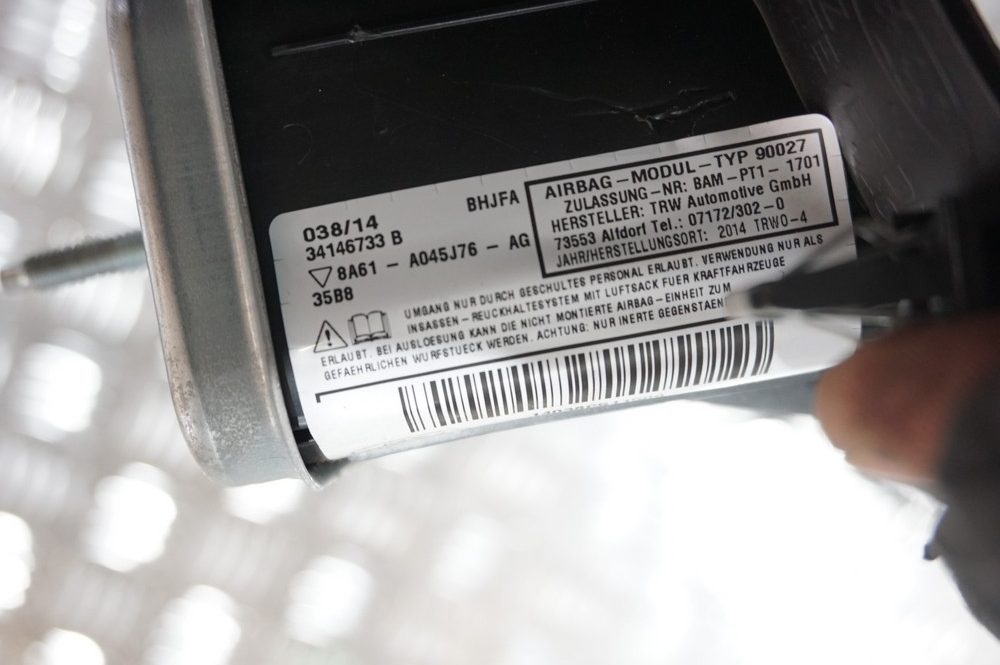 038/14
34146733 B
8A61 - A045J76 - AG
35B8
BHJFA
AIRBAG-MODUL-TYP 90027
ZULASSUNG-NR: BAM-PT1-1701
HERSTELLER: TRW Automotive GmbH
73553 Alfdorf Tel.: 07172/302-0
JAHR/HERSTELLUNGSORT: 2014 TRWO-4
UMGANG NUR DURCH GESCHULTES PERSONAL ERLAUBT. VERWENDUNG NUR ALS
INSASSEN-REUCKHALTESYSTEM MIT LUFTSACK FUER KRAFTFAHRZEUGE
ERLAUBT. BEI AUSLOESUNG KANN DIE NICHT MONTIERTE AIRBAG-EINHEIT ZUM
GEFAEHRLICHEN WURFSTUECK WERDEN. ACHTUNG: NUR INERTE